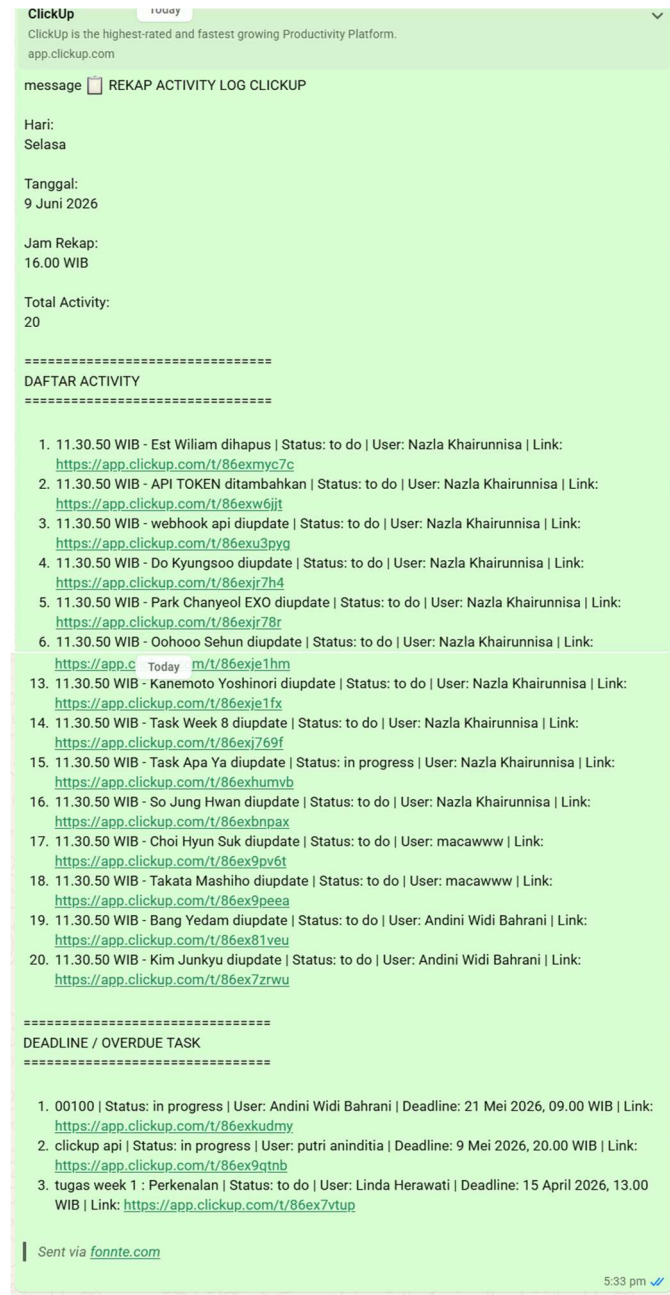 Today
ClickUp
ClickUp is the highest-rated and fastest growing Productivity Platform.
app.clickup.com
message 📋 REKAP ACTIVITY LOG CLICKUP
Hari:
Selasa
Tanggal:
9 Juni 2026
Jam Rekap:
16.00 WIB
Total Activity:
20
================================
DAFTAR ACTIVITY
================================
1. 11.30.50 WIB - Est Wiliam dihapus | Status: to do | User: Nazla Khairunnisa | Link:
https://app.clickup.com/t/86exmyc7c
2. 11.30.50 WIB - API TOKEN ditambahkan | Status: to do | User: Nazla Khairunnisa | Link:
https://app.clickup.com/t/86exw6jjt
3. 11.30.50 WIB - webhook api diupdate | Status: to do | User: Nazla Khairunnisa | Link:
https://app.clickup.com/t/86exu3pyg
4. 11.30.50 WIB - Do Kyungsoo diupdate | Status: to do | User: Nazla Khairunnisa | Link:
https://app.clickup.com/t/86exjr7h4
5. 11.30.50 WIB - Park Chanyeol EXO diupdate | Status: to do | User: Nazla Khairunnisa | Link:
https://app.clickup.com/t/86exjr78r
6. 11.30.50 WIB - Oohooo Sehun diupdate | Status: to do | User: Nazla Khairunnisa | Link:
https://app.c Today m/t/86exje1hm
13. 11.30.50 WIB - Kanemoto Yoshinori diupdate | Status: to do | User: Nazla Khairunnisa | Link:
https://app.clickup.com/t/86exje1fx
14. 11.30.50 WIB - Task Week 8 diupdate | Status: to do | User: Nazla Khairunnisa | Link:
https://app.clickup.com/t/86exj769f
15. 11.30.50 WIB - Task Apa Ya diupdate | Status: in progress | User: Nazla Khairunnisa | Link:
https://app.clickup.com/t/86exhumvb
16. 11.30.50 WIB - So Jung Hwan diupdate | Status: to do | User: Nazla Khairunnisa | Link:
https://app.clickup.com/t/86exbnpax
17. 11.30.50 WIB - Choi Hyun Suk diupdate | Status: to do | User: macawww | Link:
https://app.clickup.com/t/86ex9pv6t
18. 11.30.50 WIB - Takata Mashiho diupdate | Status: to do | User: macawww | Link:
https://app.clickup.com/t/86ex9peea
19. 11.30.50 WIB - Bang Yedam diupdate | Status: to do | User: Andini Widi Bahrani | Link:
https://app.clickup.com/t/86ex81veu
20. 11.30.50 WIB - Kim Junkyu diupdate | Status: to do | User: Andini Widi Bahrani | Link:
https://app.clickup.com/t/86ex7zrwu
================================
DEADLINE / OVERDUE TASK
================================
1. 00100 | Status: in progress | User: Andini Widi Bahrani | Deadline: 21 Mei 2026, 09.00 WIB | Link:
https://app.clickup.com/t/86exkudmy
2. clickup api | Status: in progress | User: putri aninditia | Deadline: 9 Mei 2026, 20.00 WIB | Link:
https://app.clickup.com/t/86ex9qtnb
3. tugas week 1 : Perkenalan | Status: to do | User: Linda Herawati | Deadline: 15 April 2026, 13.00
WIB | Link: https://app.clickup.com/t/86ex7vtup
Sent via fonnte.com
5:33 pm